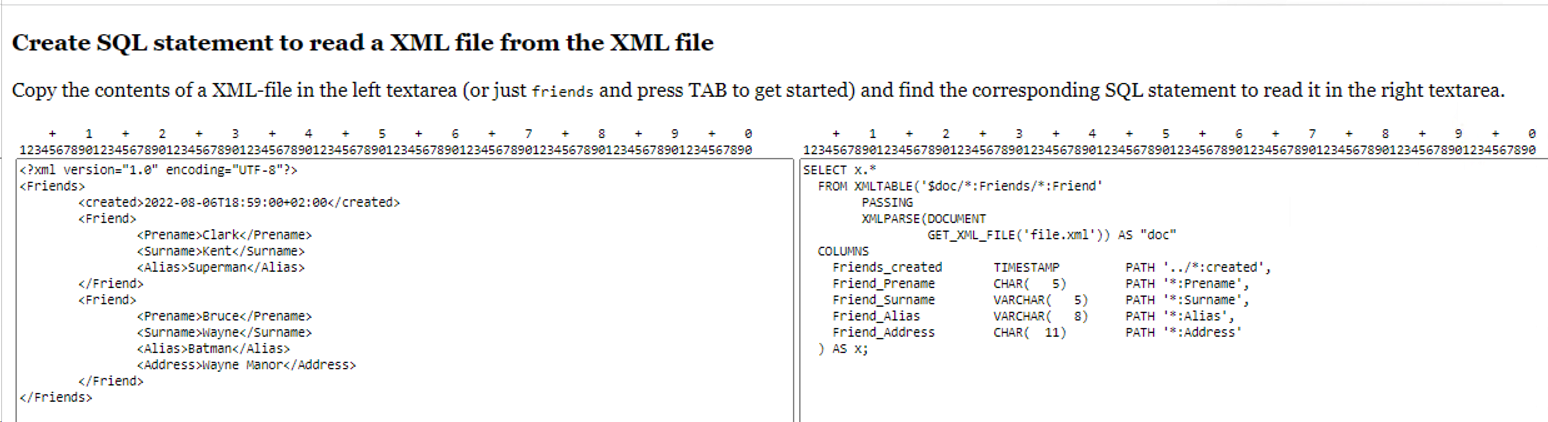 Create SQL statement to read a XML file from the XML file
Copy the contents of a XML-file in the left textarea (or just friends and press TAB to get started) and find the corresponding SQL statement to read it in the right textarea.
    +    1    +    2    +    3    +    4    +    5    +    6    +    7    +    8    +    9    +    0
1234567890123456789012345678901234567890123456789012345678901234567890123456789012345678901234567890
<?xml version="1.0" encoding="UTF-8"?>
<Friends>
        <created>2022-08-06T18:59:00+02:00</created>
        <Friend>
                <Prename>Clark</Prename>
                <Surname>Kent</Surname>
                <Alias>Superman</Alias>
        </Friend>
        <Friend>
                <Prename>Bruce</Prename>
                <Surname>Wayne</Surname>
                <Alias>Batman</Alias>
                <Address>Wayne Manor</Address>
        </Friend>
</Friends>
    +    1    +    2    +    3    +    4    +    5    +    6    +    7    +    8    +    9    +    0
1234567890123456789012345678901234567890123456789012345678901234567890123456789012345678901234567890
SELECT x.*
  FROM XMLTABLE('$doc/*:Friends/*:Friend'
        PASSING
        XMLPARSE(DOCUMENT
                 GET_XML_FILE('file.xml')) AS "doc"
  COLUMNS
    Friends_created       TIMESTAMP         PATH '../*:created',
    Friend_Prename        CHAR(   5)        PATH '*:Prename',
    Friend_Surname        VARCHAR(   5)     PATH '*:Surname',
    Friend_Alias          VARCHAR(   8)     PATH '*:Alias',
    Friend_Address        CHAR(  11)        PATH '*:Address'
  ) AS x;